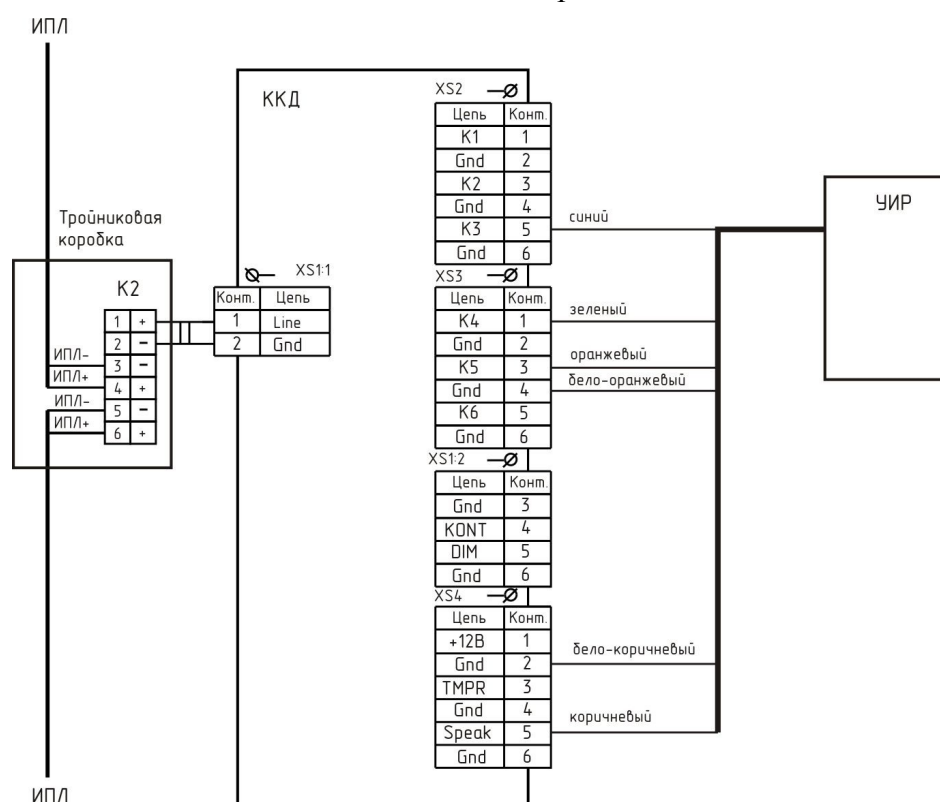 ИПЛ
ККД
XS2
Цепь Конт.
K1 1
Gnd 2
K2 3
Gnd 4
K3 5
Gnd 6
синий
УИР
Тройниковая
коробка
К2
1 +
2 −
3 −
4 +
5 −
6 +
ИПЛ-
ИПЛ+
ИПЛ-
ИПЛ+
XS1:1
Конт. Цепь
1 Line
2 Gnd
XS3
Цепь Конт.
K4 1
Gnd 2
K5 3
Gnd 4
K6 5
Gnd 6
зеленый
оранжевый
бело-оранжевый
XS1:2
Цепь Конт.
Gnd 3
KONT 4
DIM 5
Gnd 6
XS4
Цепь Конт.
+12В 1
Gnd 2
TMPR 3
Gnd 4
Speak 5
Gnd 6
бело-коричневый
коричневый
ИПЛ